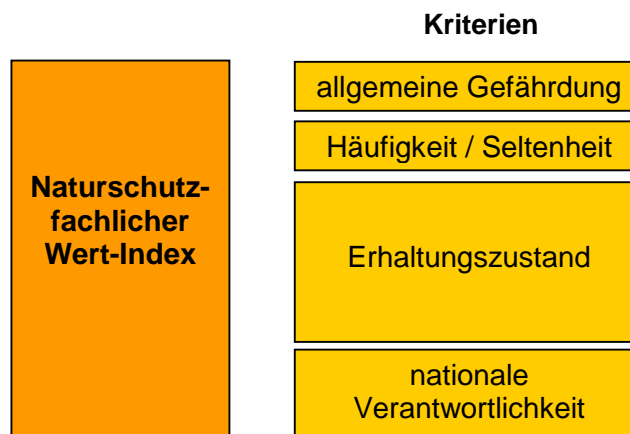 Kriterien
allgemeine Gefährdung
Häufigkeit / Seltenheit
Naturschutz-
fachlicher
Wert-Index
Erhaltungszustand
nationale
Verantwortlichkeit